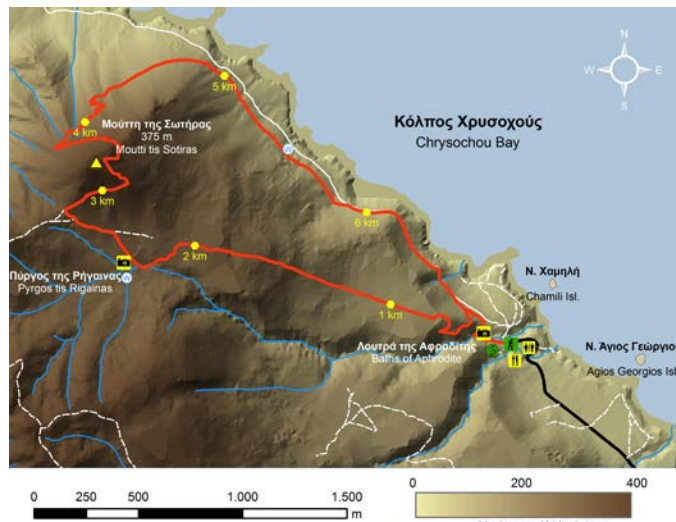 N
W E
S
5 km
4 km
Μούττη της Σωτήρας
375 m
Moutti tis Sotiras
Κόλπος Χρυσοχούς
Chrysochou Bay
3 km
6 km
2 km
Πύργος της Ρήγαινας
Pyrgos tis Rigainas
Ν. Χαμηλή
Chamili Isl.
1 km
Λουτρά της Αφροδίτης
Baths of Aphrodite
Ν. Άγιος Γεώργιο
Agios Georgios Isl
0 250 500 1.000 1.500
m
0 200 400